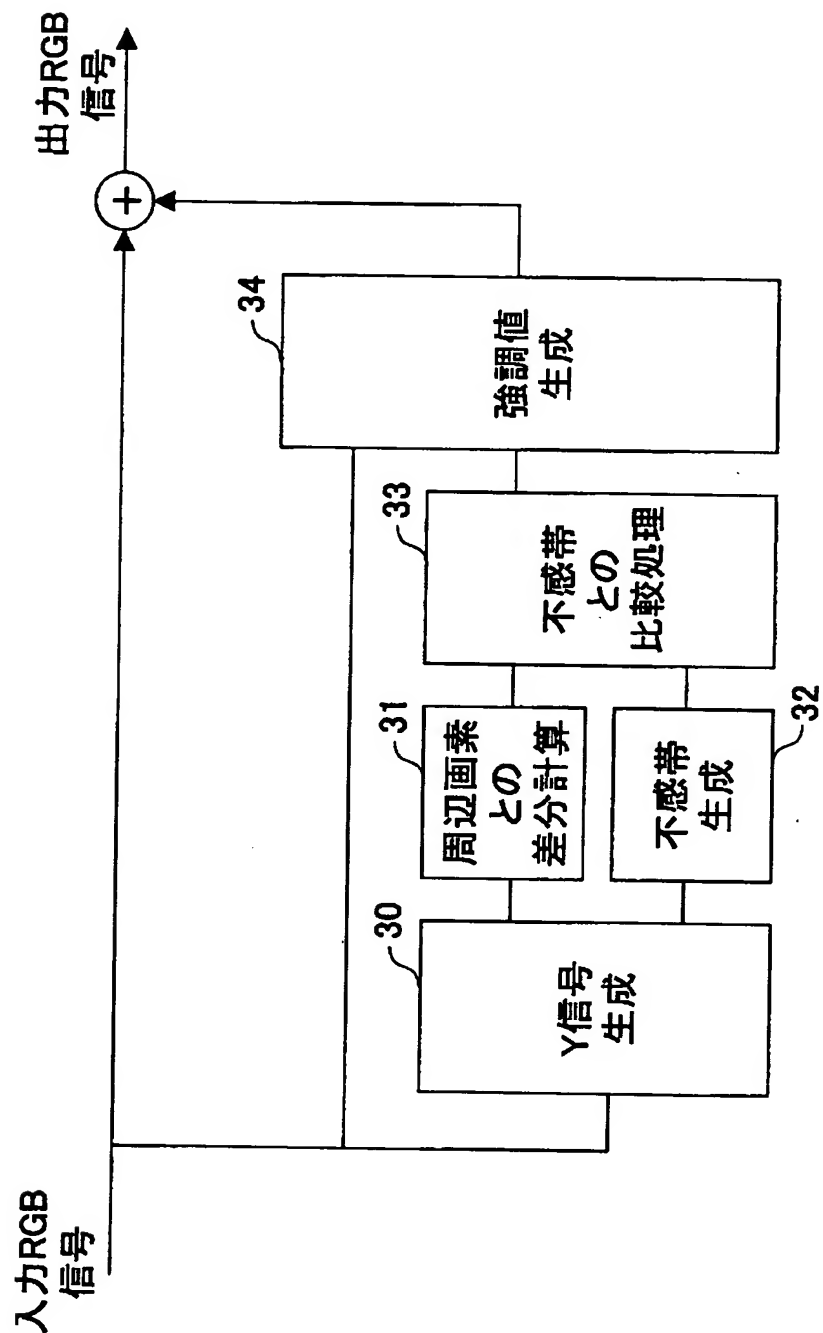 入力RGB
信号
出力RGB
信号
30
Y信号
生成
31
周辺画素
との
差分計算
32
不感帯
生成
33
不感帯
との
比較処理
34
強調値
生成
+